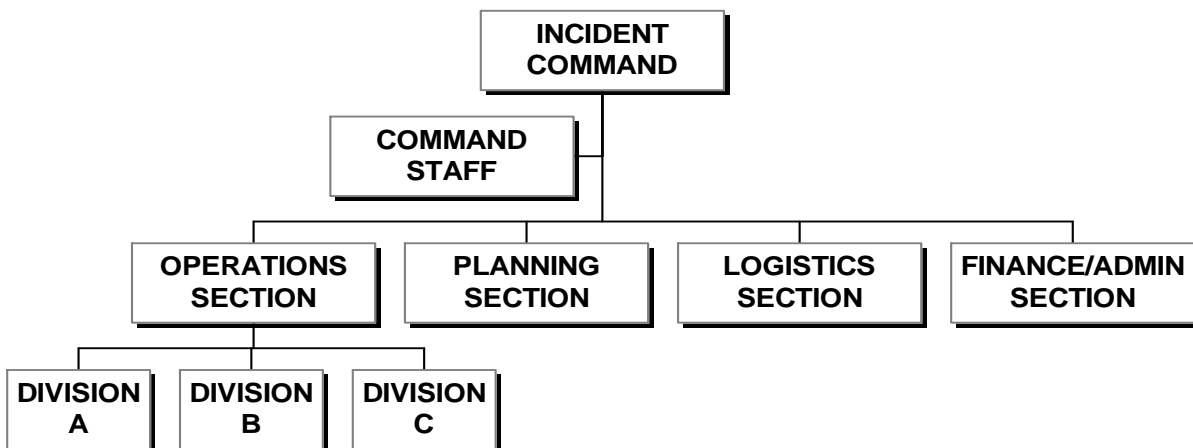 INCIDENT
COMMAND
COMMAND
STAFF
OPERATIONS
SECTION
PLANNING
SECTION
LOGISTICS
SECTION
FINANCE/ADMIN
SECTION
DIVISION
A
DIVISION
B
DIVISION
C